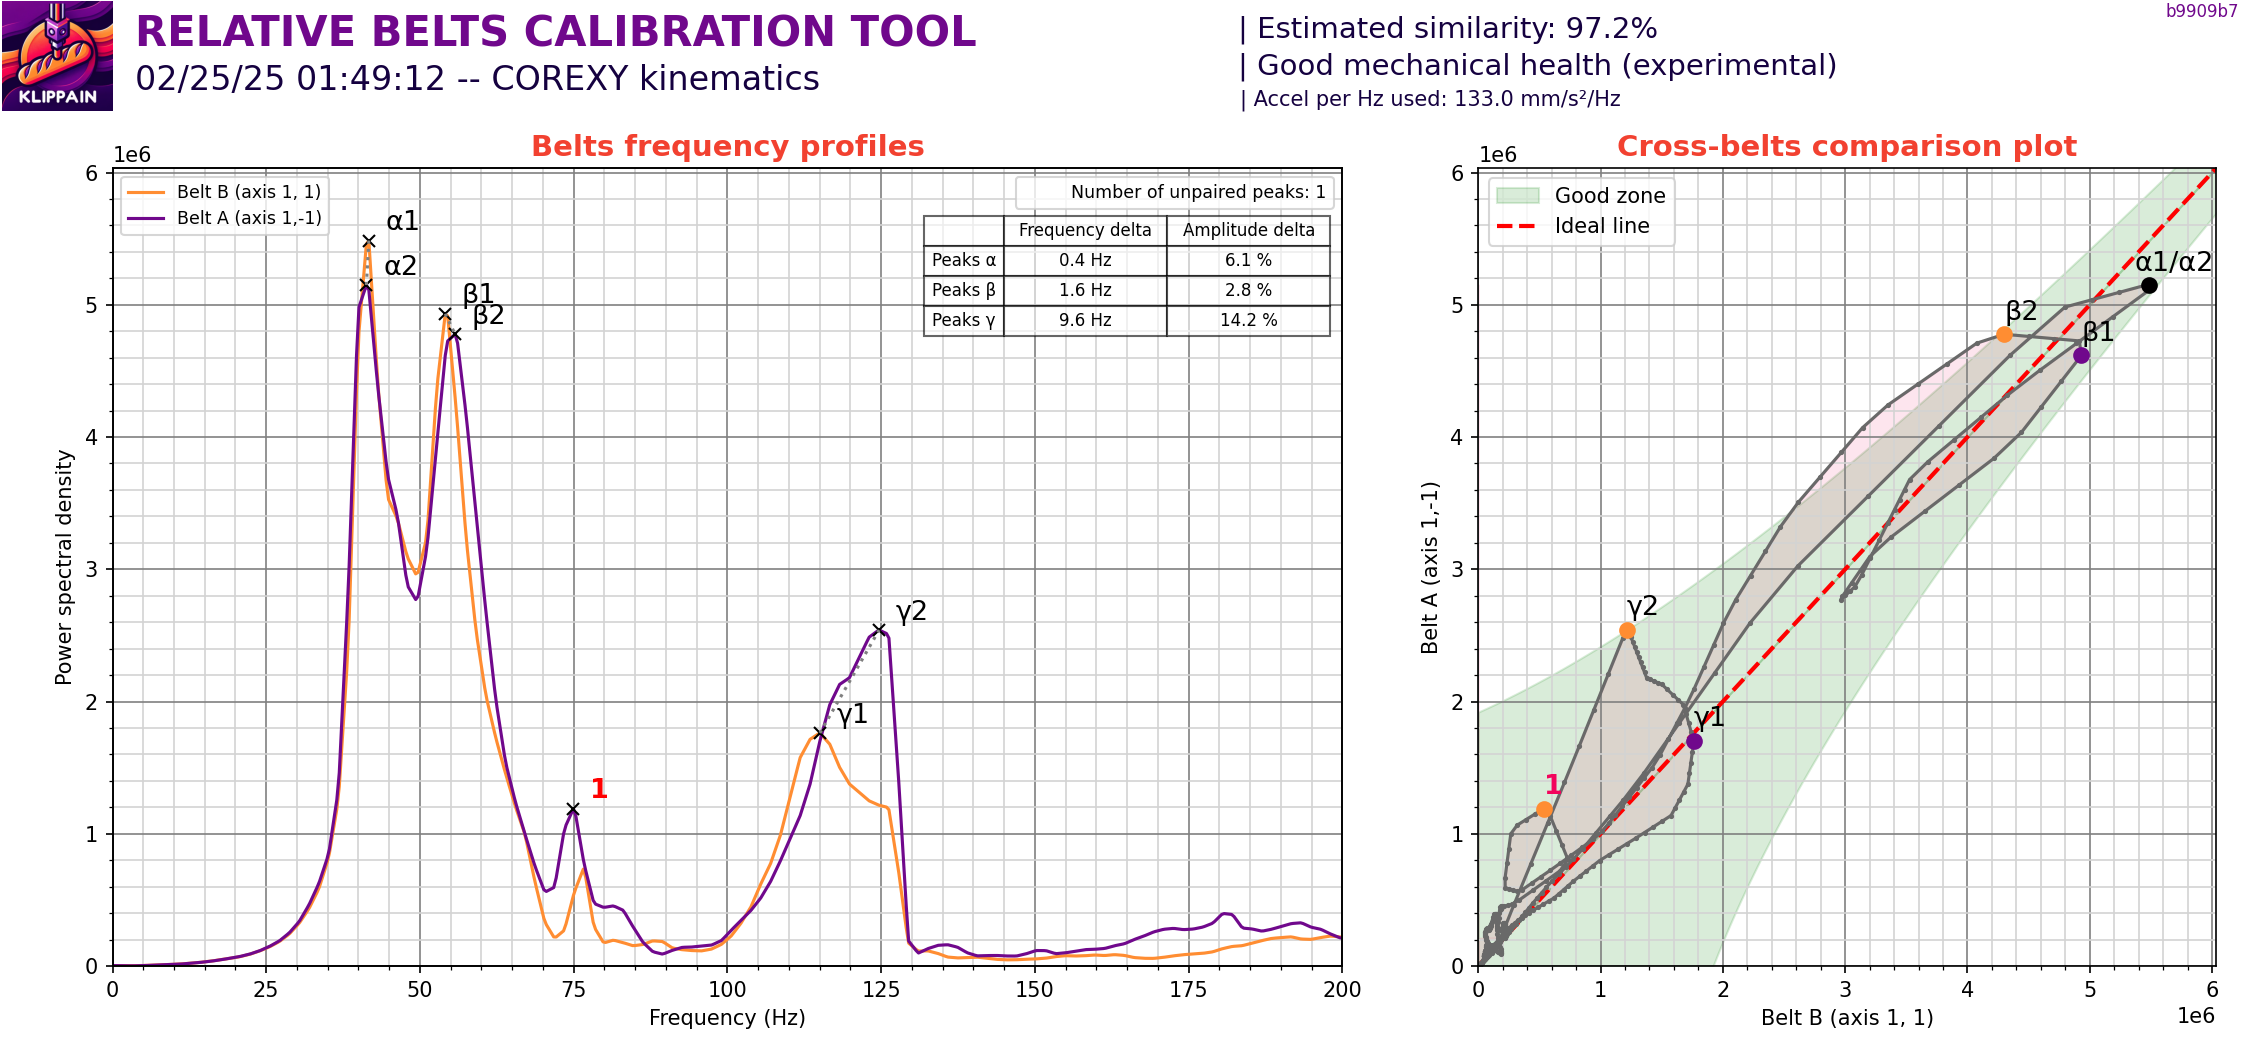 KLIPPAIN
RELATIVE BELTS CALIBRATION TOOL
02/25/25 01:49:12 -- COREXY kinematics
| Estimated similarity: 97.2%
| Good mechanical health (experimental)
| Accel per Hz used: 133.0 mm/s²/Hz
b9909b7
Belts frequency profiles
1e6
Belt B (axis 1, 1)
Belt A (axis 1,-1)
Number of unpaired peaks: 1
Frequency delta Amplitude delta
Peaks α 0.4 Hz 6.1 %
Peaks β 1.6 Hz 2.8 %
Peaks γ 9.6 Hz 14.2 %
α1
α2
β1
β2
γ2
γ1
1
6
5
4
3
2
1
0
Power spectral density
0 25 50 75 100 125 150 175 200
Frequency (Hz)
Cross-belts comparison plot
1e6
Good zone
Ideal line
α1/α2
β2
β1
γ2
γ1
1
6
5
4
3
2
1
0
Belt A (axis 1,-1)
0 1 2 3 4 5 6
Belt B (axis 1, 1)
1e6